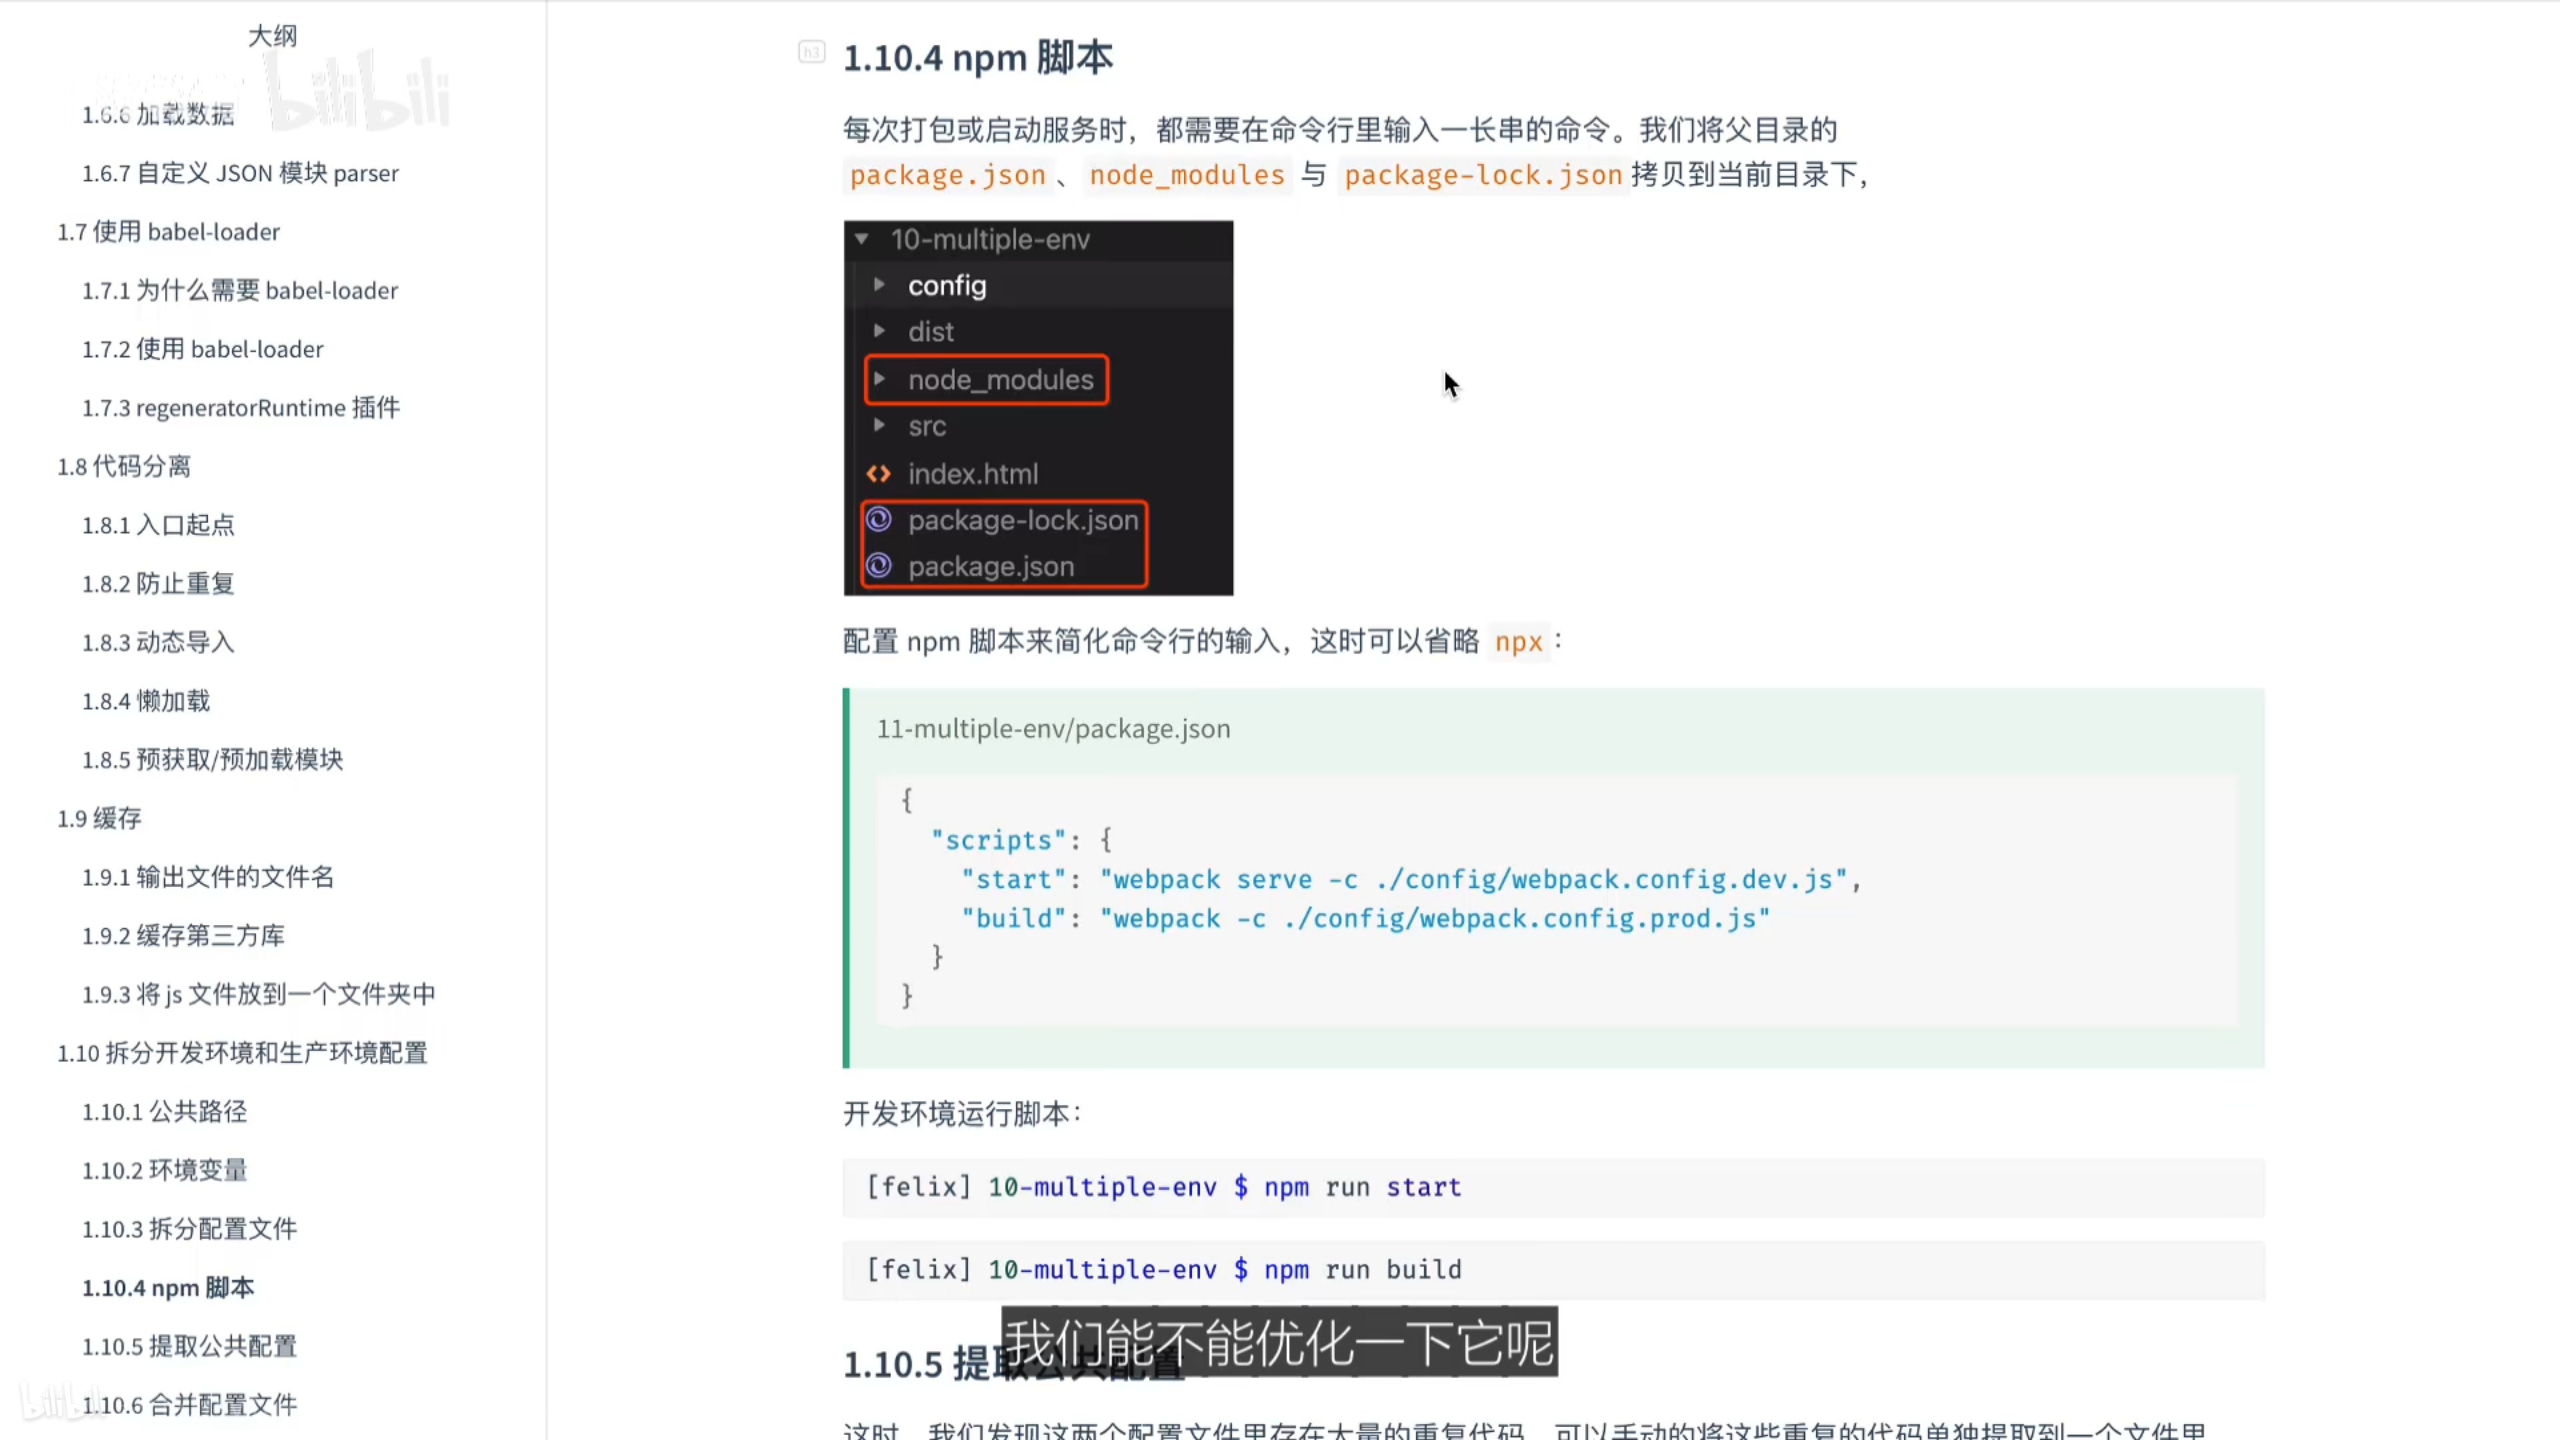 大纲
bilibili
1.6.6 加载数据
1.6.7 自定义 JSON 模块 parser
1.7 使用 babel-loader
1.7.1 为什么需要 babel-loader
1.7.2 使用 babel-loader
1.7.3 regeneratorRuntime 插件
1.8 代码分离
1.8.1 入口起点
1.8.2 防止重复
1.8.3 动态导入
1.8.4 懒加载
1.8.5 预获取/预加载模块
1.9 缓存
1.9.1 输出文件的文件名
1.9.2 缓存第三方库
1.9.3 将 js 文件放到一个文件夹中
1.10 拆分开发环境和生产环境配置
1.10.1 公共路径
1.10.2 环境变量
1.10.3 拆分配置文件
1.10.4 npm 脚本
1.10.5 提取公共配置
1.10.6 合并配置文件
h3
1.10.4 npm 脚本
每次打包或启动服务时，都需要在命令行里输入一长串的命令。我们将父目录的
package.json、node_modules 与 package-lock.json 拷贝到当前目录下，
10-multiple-env
config
dist
node_modules
src
index.html
package-lock.json
package.json
配置 npm 脚本来简化命令行的输入，这时可以省略 npx：
11-multiple-env/package.json
{
"scripts": {
"start": "webpack serve -c ./config/webpack.config.dev.js",
"build": "webpack -c ./config/webpack.config.prod.js"
}
}
开发环境运行脚本：
[felix] 10-multiple-env $ npm run start
[felix] 10-multiple-env $ npm run build
1.10.5 提取公共配置
我们能不能优化一下它呢
这时，我们发现这两个配置文件里存在大量的重复代码，可以手动的将这些重复的代码单独提取到一个文件里